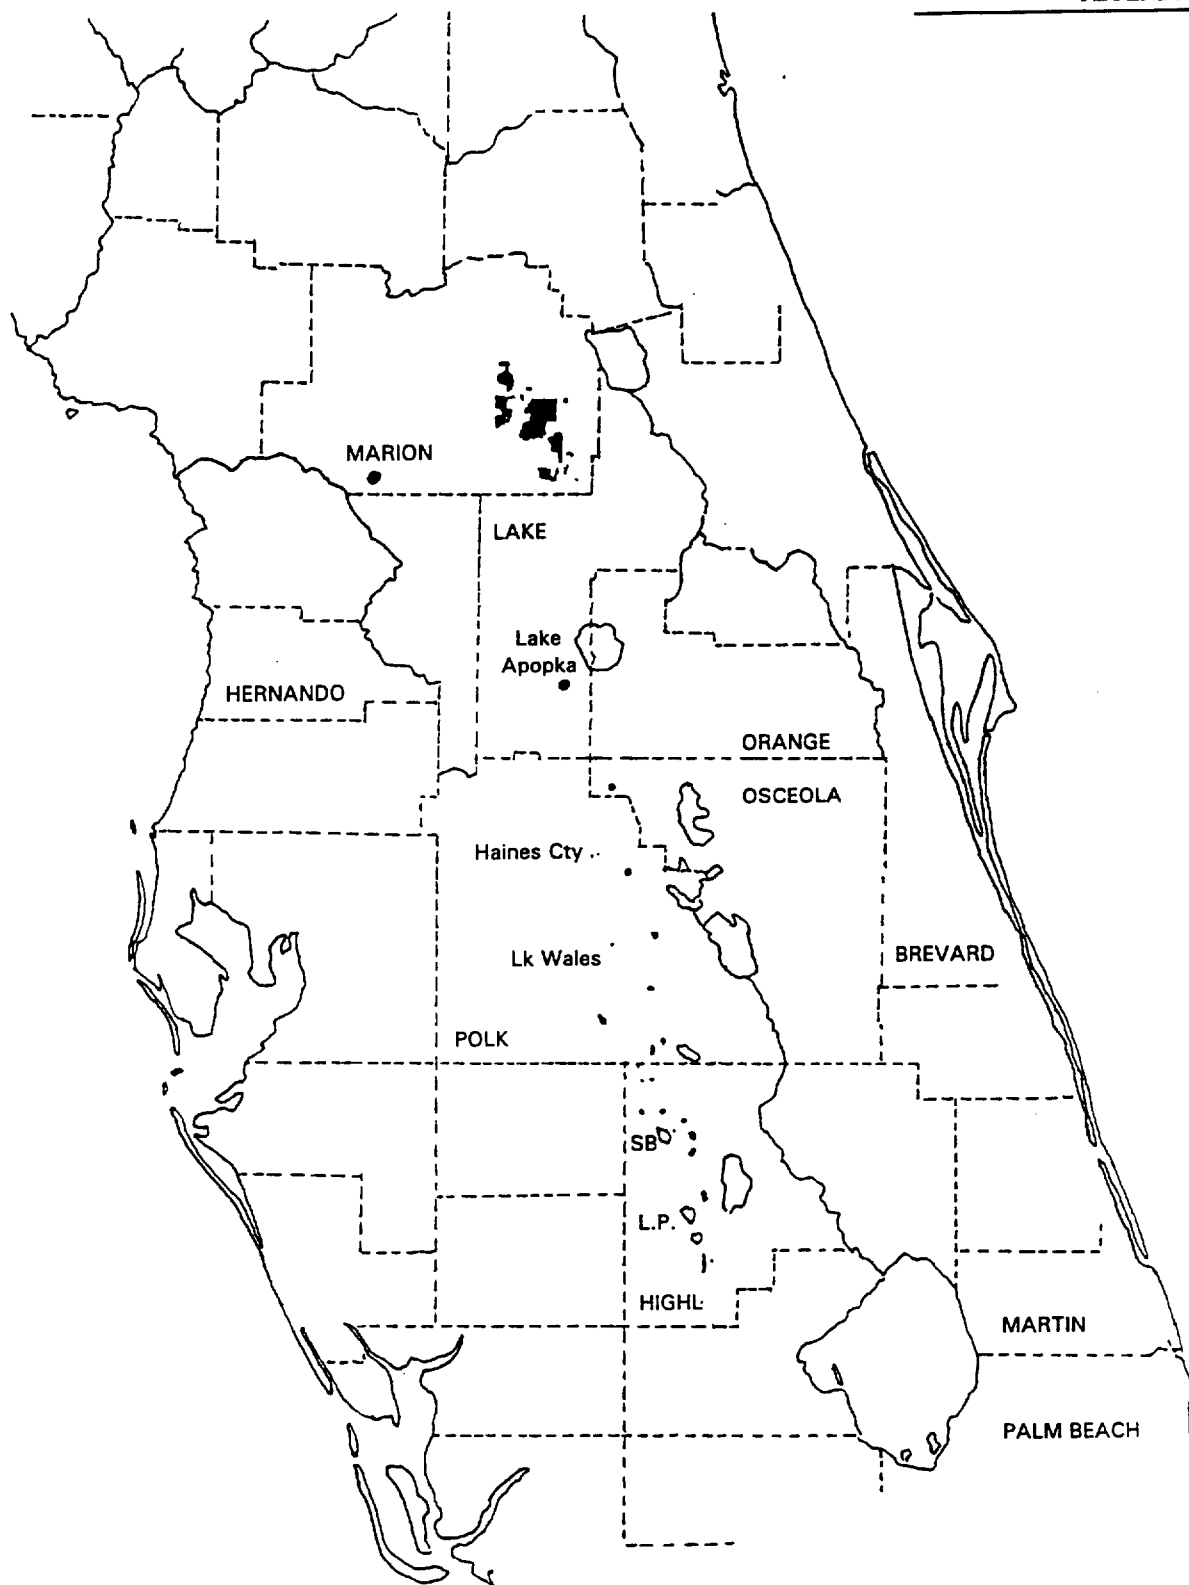 MARION
LAKE
Lake
Apopka
HERNANDO
ORANGE
OSCEOLA
Haines Cty
Lk Wales
BREVARD
POLK
SB
L.P.
HIGHL
MARTIN
PALM BEACH